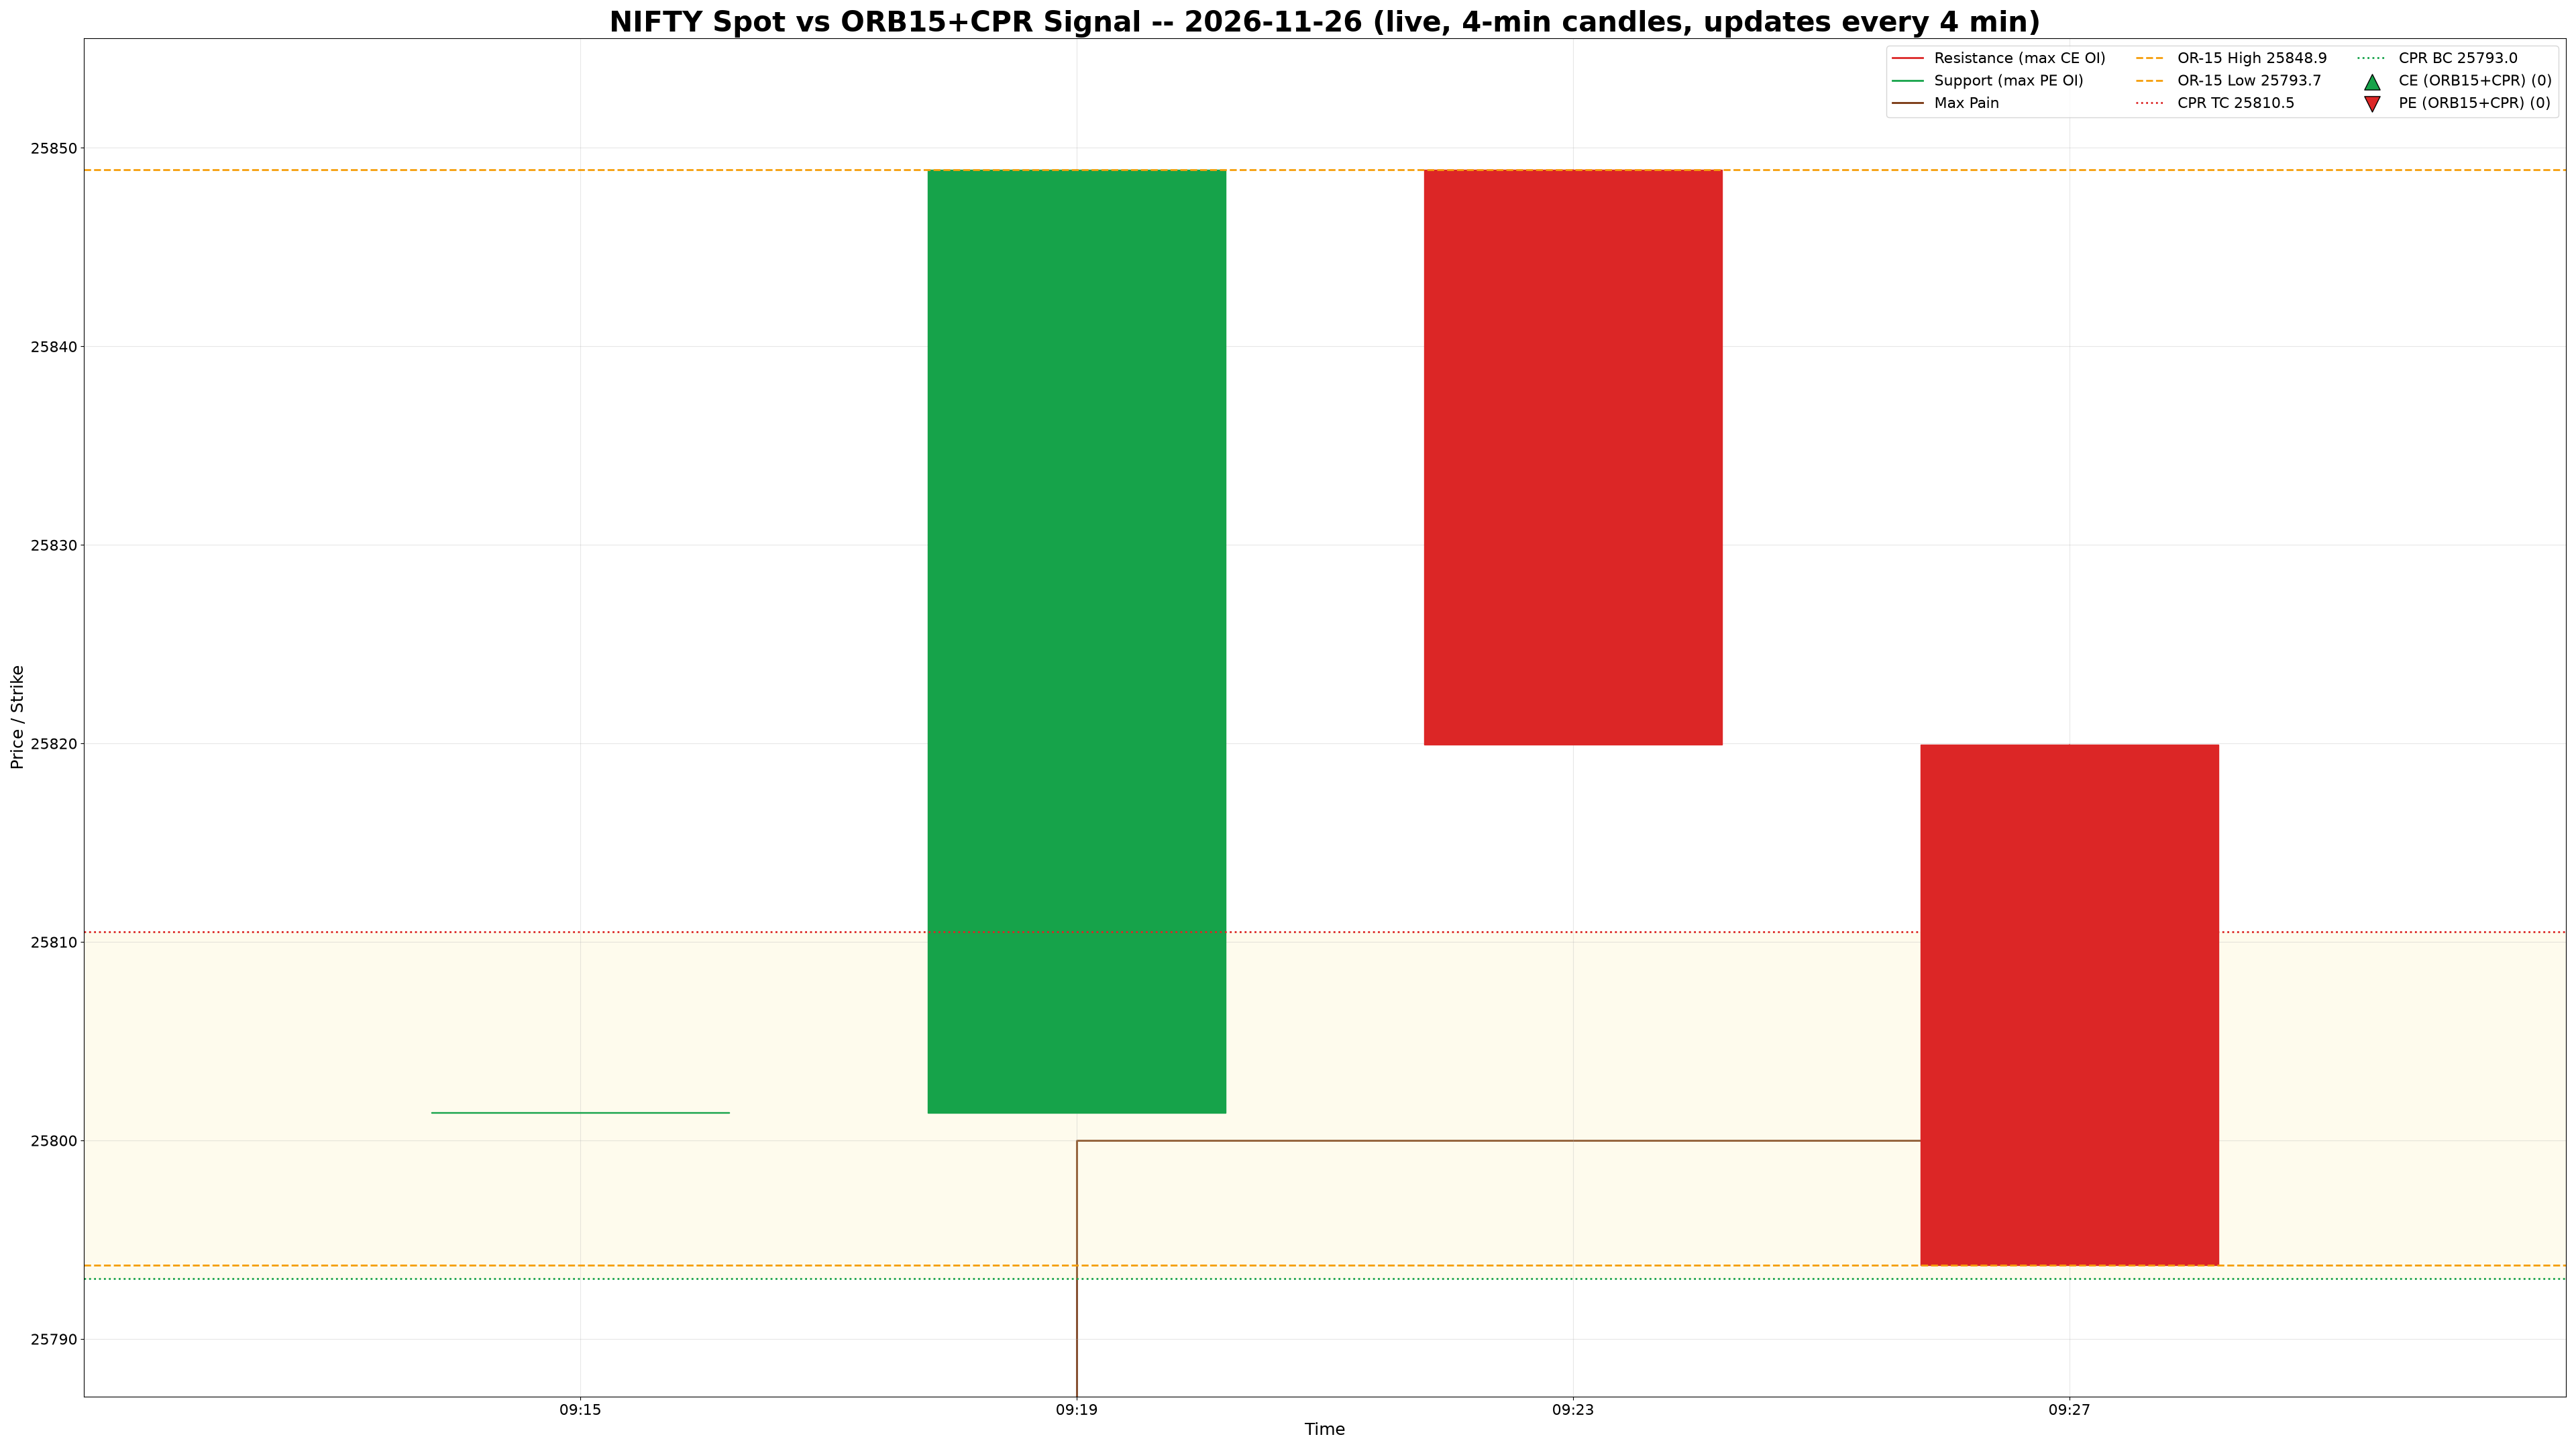 NIFTY Spot vs ORB15+CPR Signal -- 2026-11-26 (live, 4-min candles, updates every 4 min)
Resistance (max CE OI)
Support (max PE OI)
Max Pain
OR-15 High 25848.9
OR-15 Low 25793.7
CPR TC 25810.5
CPR BC 25793.0
CE (ORB15+CPR) (0)
PE (ORB15+CPR) (0)
Price / Strike
25850
25840
25830
25820
25810
25800
25790
09:15
09:19
09:23
09:27
Time